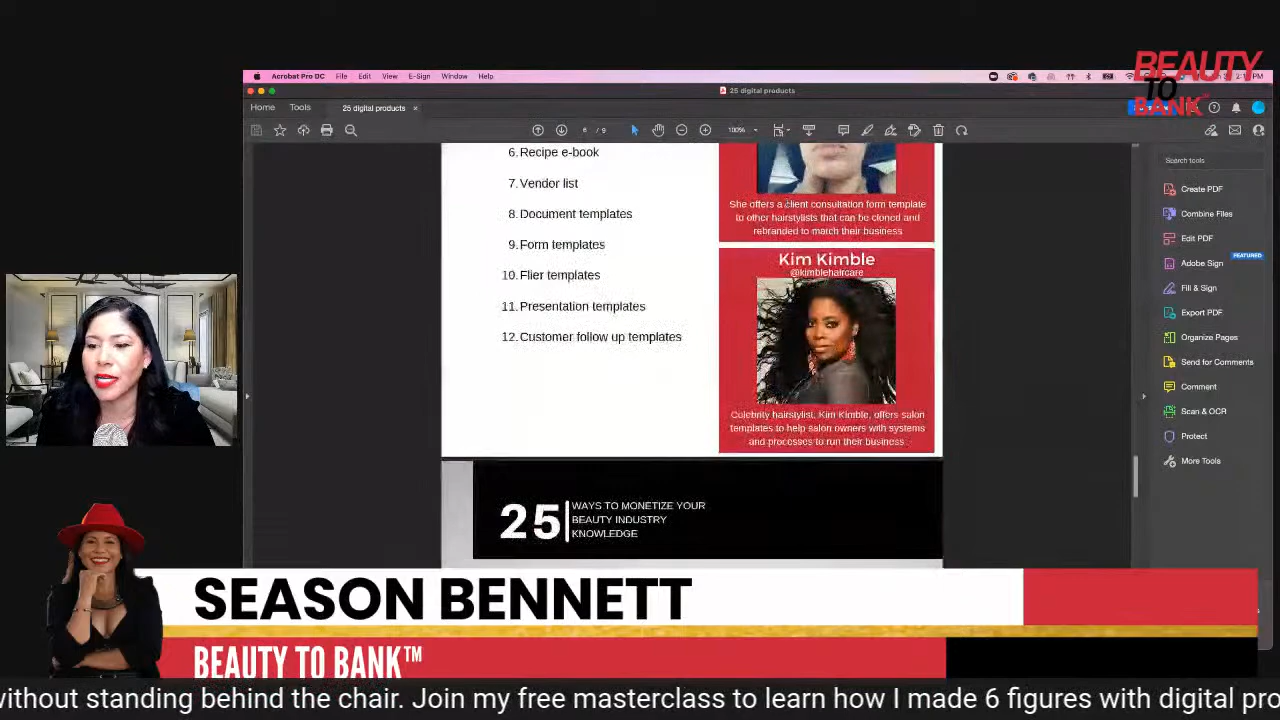 BEAUTY
TO
BANK
Acrobat Pro DC File Edit View E-Sign Window Help
25 digital products
Home Tools 25 digital products ×
6 / 9 100%
Search tools
Create PDF
Combine Files
Edit PDF
FEATURED
Adobe Sign
Fill & Sign
Export PDF
Organize Pages
Send for Comments
Comment
Scan & OCR
Protect
More Tools
6. Recipe e-book
7. Vendor list
8. Document templates
9. Form templates
10. Flier templates
11. Presentation templates
12. Customer follow up templates
She offers a client consultation form template
to other hairstylists that can be cloned and
rebranded to match their business
Kim Kimble
@kimblehaircare
Celebrity hairstylist, Kim Kimble, offers salon
templates to help salon owners with systems
and processes to run their business.
25
WAYS TO MONETIZE YOUR
BEAUTY INDUSTRY
KNOWLEDGE
SEASON BENNETT
BEAUTY TO BANK™
without standing behind the chair. Join my free masterclass to learn how I made 6 figures with digital pro